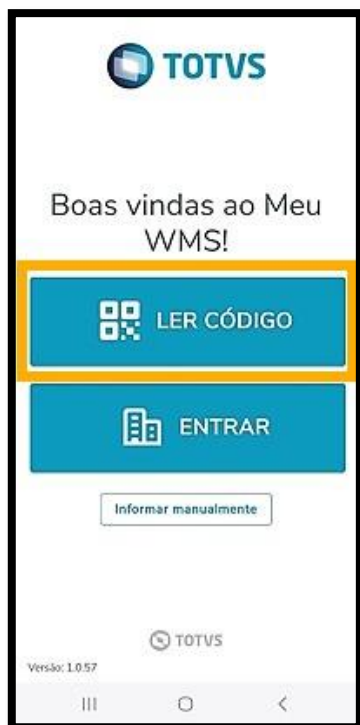 TOTVS
Boas vindas ao Meu
WMS!
LER CÓDIGO
ENTRAR
Informar manualmente
TOTVS
Versão: 1.0.57